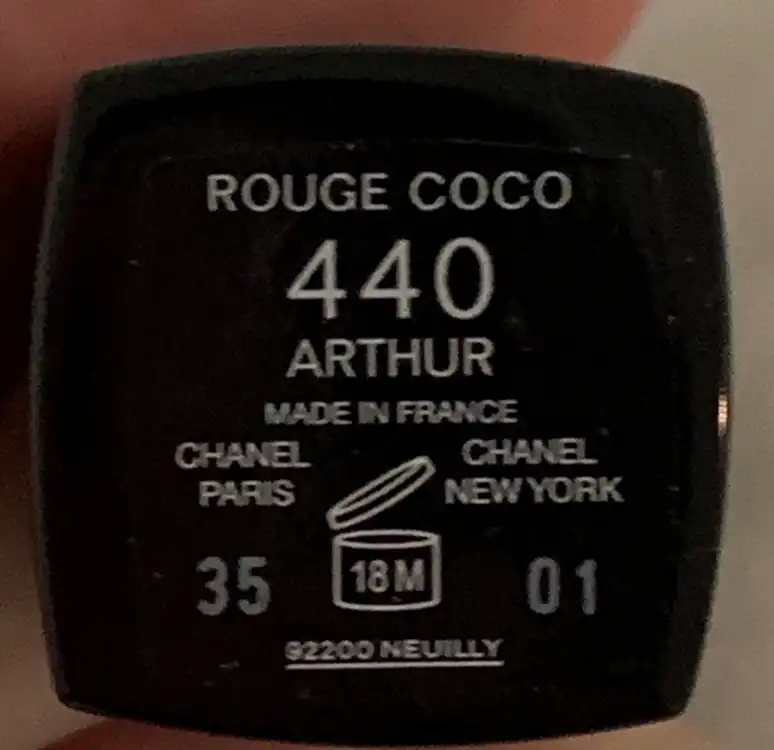 ROUGE COCO
440
ARTHUR
MADE IN FRANCE
CHANEL
PARIS
CHANEL
NEW YORK
35
18M
01
92200 NEUILLY